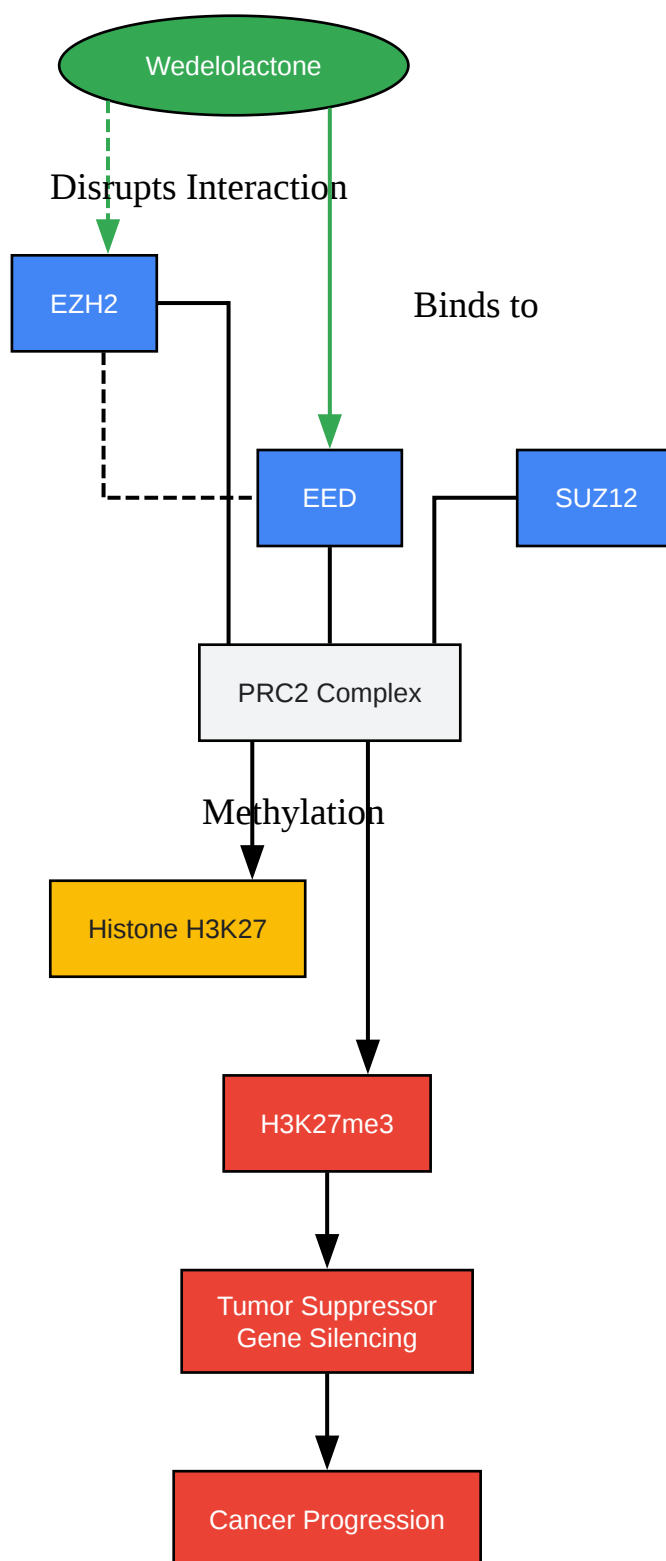 Wedelolactone
Disrupts Interaction
EZH2
Binds to
EED
SUZ12
PRC2 Complex
Methylation
Histone H3K27
H3K27me3
Tumor Suppressor
Gene Silencing
Cancer Progression